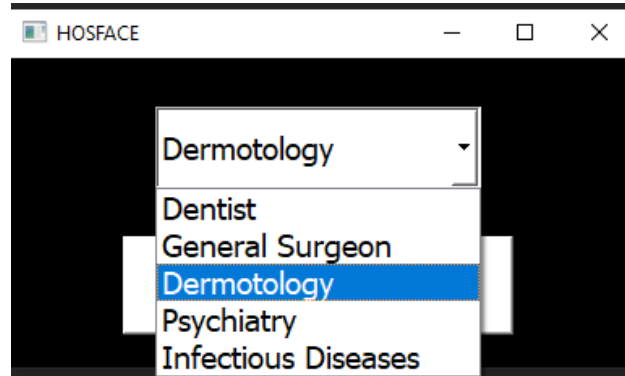 HOSFACE
Dermotology
Dentist
General Surgeon
Dermotology
Psychiatry
Infectious Diseases